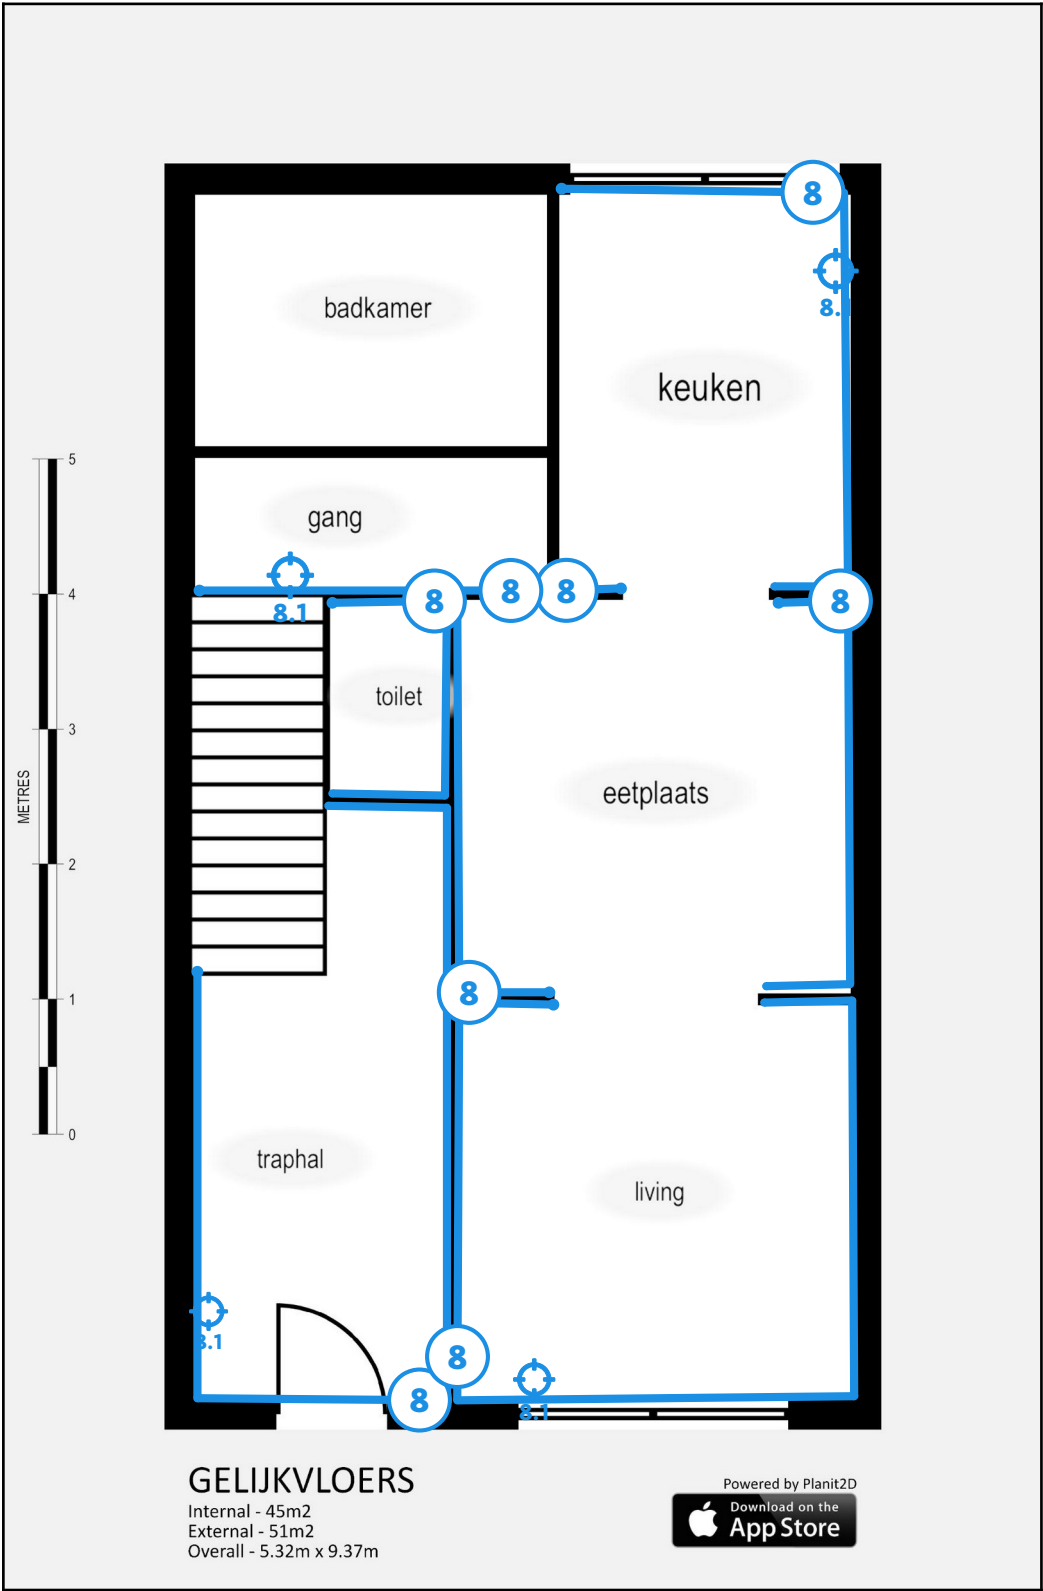 8
badkamer
8.
keuken
5
gang
4
8
8
8
8
8.1
3
toilet
METRES
eetplaats
2
1
8
traphal
living
0
8.1
8
8
8.1
GELIJKVLOERS
Internal - 45m2
External - 51m2
Overall - 5.32m x 9.37m
Powered by Planit2D
Download on the
App Store